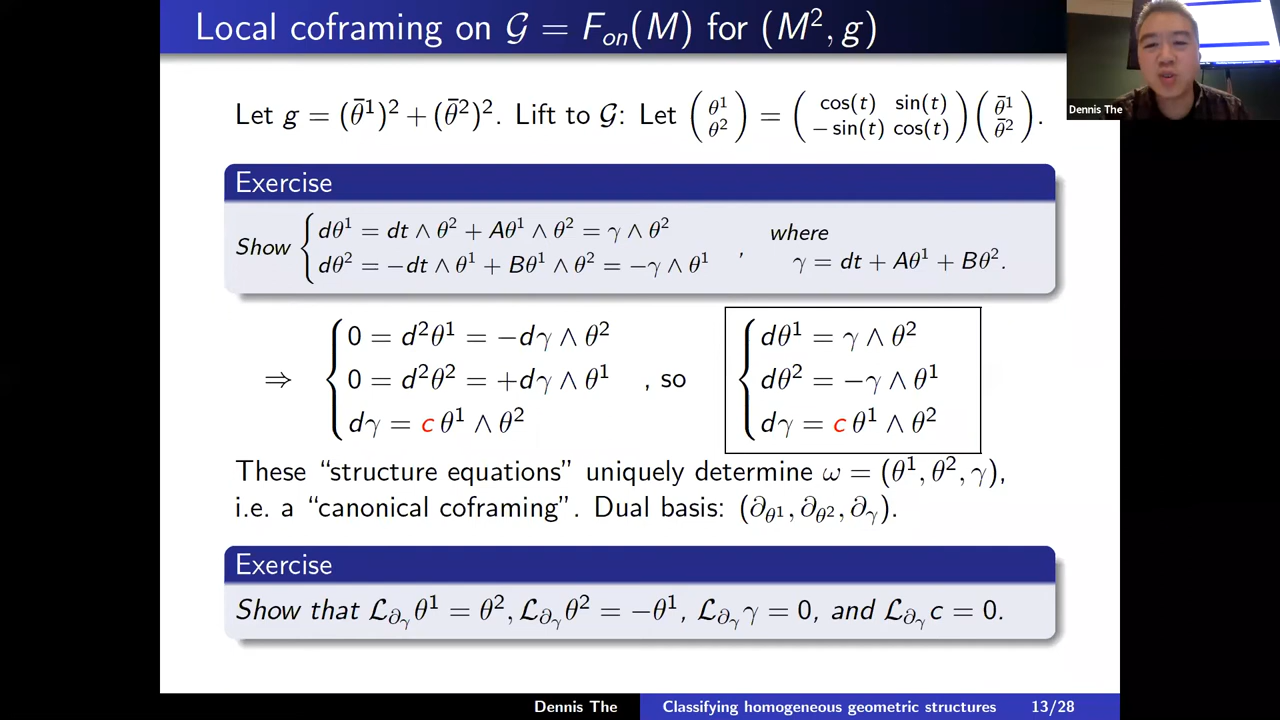 Local coframing on 𝒢 = F_on(M) for (M², g)
Let g = (θ̄¹)² + (θ̄²)². Lift to 𝒢: Let (θ¹ θ²) = (cos(t) sin(t) − sin(t) cos(t)) (θ̄¹ θ̄²).
Dennis The
Exercise
Show { dθ¹ = dt ∧ θ² + Aθ¹ ∧ θ² = γ ∧ θ²
dθ² = −dt ∧ θ¹ + Bθ¹ ∧ θ² = −γ ∧ θ¹ ,
where
γ = dt + Aθ¹ + Bθ².
⇒ { 0 = d²θ¹ = −dγ ∧ θ²
0 = d²θ² = +dγ ∧ θ¹
dγ = c θ¹ ∧ θ²
, so
{ dθ¹ = γ ∧ θ²
dθ² = −γ ∧ θ¹
dγ = c θ¹ ∧ θ²
These “structure equations” uniquely determine ω = (θ¹, θ², γ),
i.e. a “canonical coframing”. Dual basis: (∂_θ¹, ∂_θ², ∂_γ).
Exercise
Show that ℒ_∂γ θ¹ = θ², ℒ_∂γ θ² = −θ¹, ℒ_∂γ γ = 0, and ℒ_∂γ c = 0.
Dennis The Classifying homogeneous geometric structures 13/28